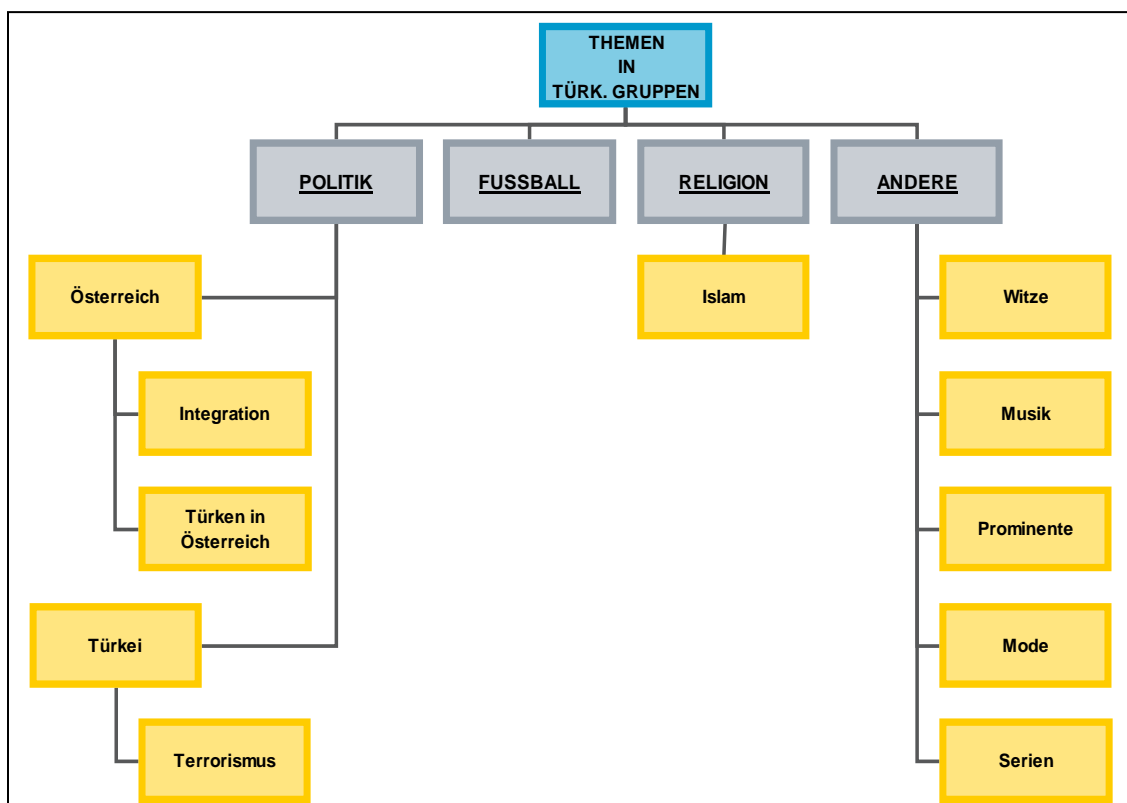 THEMEN
IN
TÜRK. GRUPPEN
POLITIK
FUSSBALL
RELIGION
ANDERE
Österreich
Islam
Witze
Integration
Musik
Türken in
Österreich
Prominente
Türkei
Mode
Terrorismus
Serien